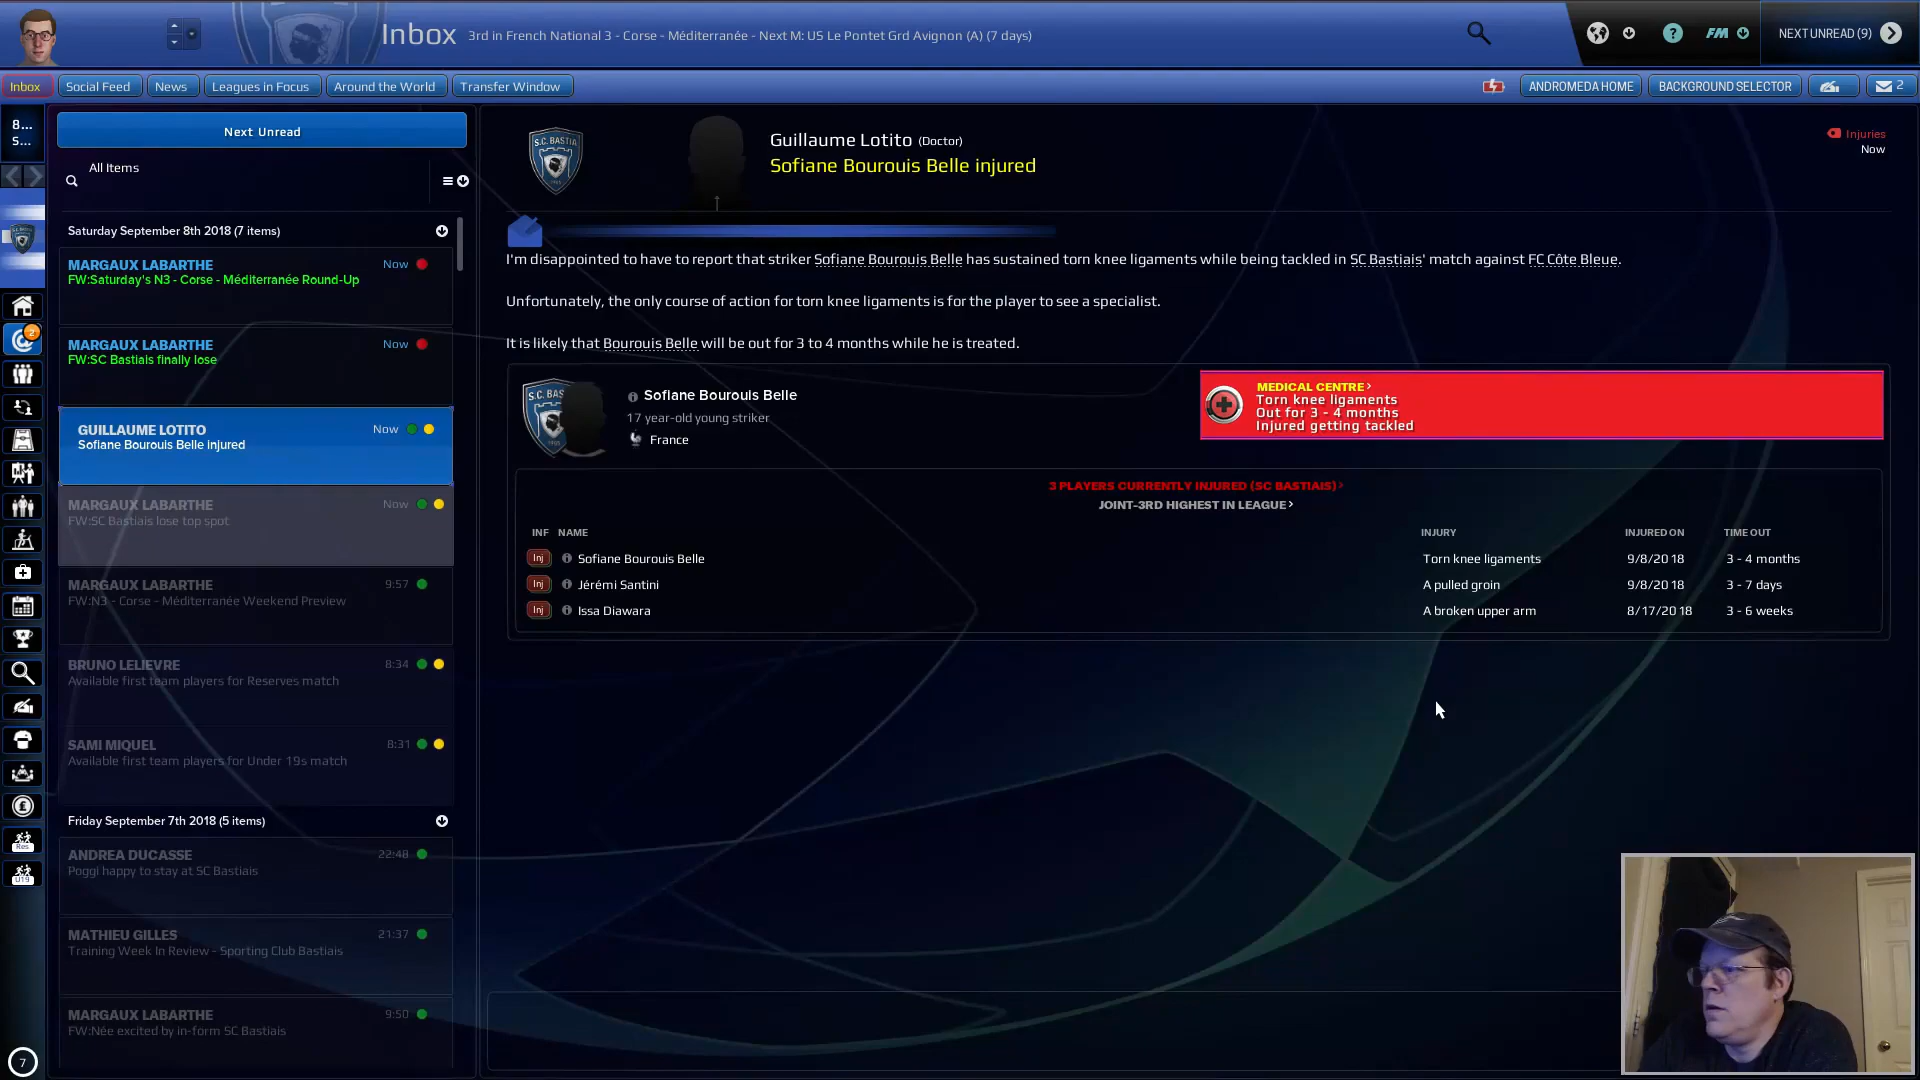 Inbox
3rd in French National 3 - Corse - Méditerranée - Next M: US Le Pontet Grd Avignon (A) (7 days)
FM
NEXT UNREAD (9)
Inbox
Social Feed
News
Leagues in Focus
Around the World
Transfer Window
ANDROMEDA HOME
BACKGROUND SELECTOR
2
8...
S...
Next Unread
All Items
Saturday September 8th 2018 (7 items)
MARGAUX LABARTHE
Now
FW:Saturday's N3 - Corse - Méditerranée Round-Up
MARGAUX LABARTHE
Now
FW:SC Bastiais finally lose
GUILLAUME LOTITO
Now
Sofiane Bourouis Belle injured
MARGAUX LABARTHE
Now
FW:SC Bastiais lose top spot
MARGAUX LABARTHE
9:57
FW:N3 - Corse - Méditerranée Weekend Preview
BRUNO LELIEVRE
8:34
Available first team players for Reserves match
SAMI MIQUEL
8:31
Available first team players for Under 19s match
Friday September 7th 2018 (5 items)
ANDREA DUCASSE
22:48
Poggi happy to stay at SC Bastiais
MATHIEU GILLES
21:37
Training Week In Review - Sporting Club Bastiais
MARGAUX LABARTHE
9:50
FW:Née excited by in-form SC Bastiais
2
Res
U19
7
S.C. BASTIA
Guillaume Lotito (Doctor)
Sofiane Bourouis Belle injured
Injuries
Now
I'm disappointed to have to report that striker Sofiane Bourouis Belle has sustained torn knee ligaments while being tackled in SC Bastiais' match against FC Côte Bleue.
Unfortunately, the only course of action for torn knee ligaments is for the player to see a specialist.
It is likely that Bourouis Belle will be out for 3 to 4 months while he is treated.
Sofiane Bourouis Belle
17 year-old young striker
France
MEDICAL CENTRE >
Torn knee ligaments
Out for 3 - 4 months
Injured getting tackled
3 PLAYERS CURRENTLY INJURED (SC BASTIAIS) >
JOINT-3RD HIGHEST IN LEAGUE >
INF NAME INJURY INJURED ON TIME OUT
Inj Sofiane Bourouis Belle Torn knee ligaments 9/8/2018 3 - 4 months
Inj Jérémi Santini A pulled groin 9/8/2018 3 - 7 days
Inj Issa Diawara A broken upper arm 8/17/2018 3 - 6 weeks